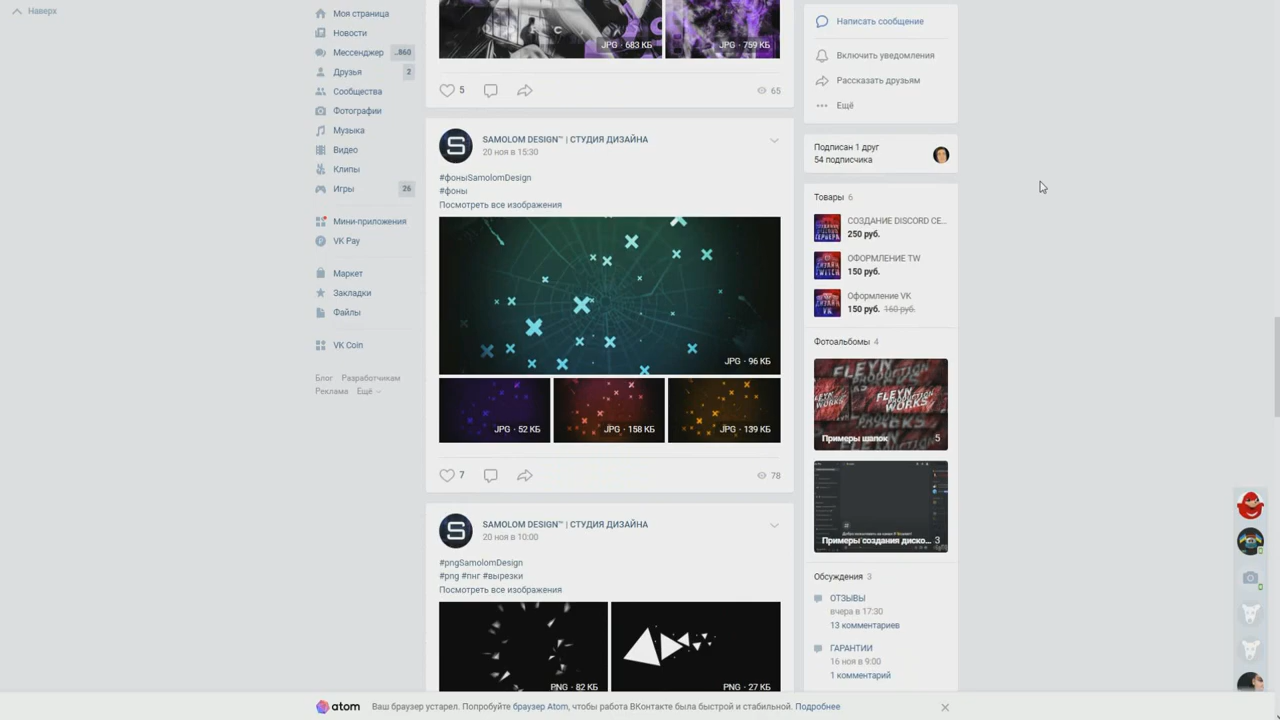 Наверх
Моя страница
Новости
Мессенджер ..860
Друзья 2
Сообщества
Фотографии
Музыка
Видео
Клипы
Игры 26
Мини-приложения
VK Pay
Маркет
Закладки
Файлы
VK Coin
Блог Разработчикам
Реклама Ещё
JPG · 683 КБ
JPG · 759 КБ
5
65
SAMOLOM DESIGN™ | СТУДИЯ ДИЗАЙНА
20 ноя в 15:30
#фоныSamolomDesign
#фоны
Посмотреть все изображения
JPG · 96 КБ
JPG · 52 КБ
JPG · 158 КБ
JPG · 139 КБ
7
78
SAMOLOM DESIGN™ | СТУДИЯ ДИЗАЙНА
20 ноя в 10:00
#pngSamolomDesign
#png #пнг #вырезки
Посмотреть все изображения
PNG · 82 КБ
PNG · 27 КБ
Написать сообщение
Включить уведомления
Рассказать друзьям
Ещё
Подписан 1 друг
54 подписчика
Товары 6
СОЗДАНИЕ DISCORD СЕ...
250 руб.
ОФОРМЛЕНИЕ TW
150 руб.
Оформление VK
150 руб. 160 руб.
Фотоальбомы 4
FLEYN
PRODUCTION
FLEYN
WORKS
Примеры шапок 5
Примеры создания диско... 3
Обсуждения 3
ОТЗЫВЫ
вчера в 17:30
13 комментариев
ГАРАНТИИ
16 ноя в 9:00
1 комментарий
atom Ваш браузер устарел. Попробуйте браузер Atom, чтобы работа ВКонтакте была быстрой и стабильной. Подробнее